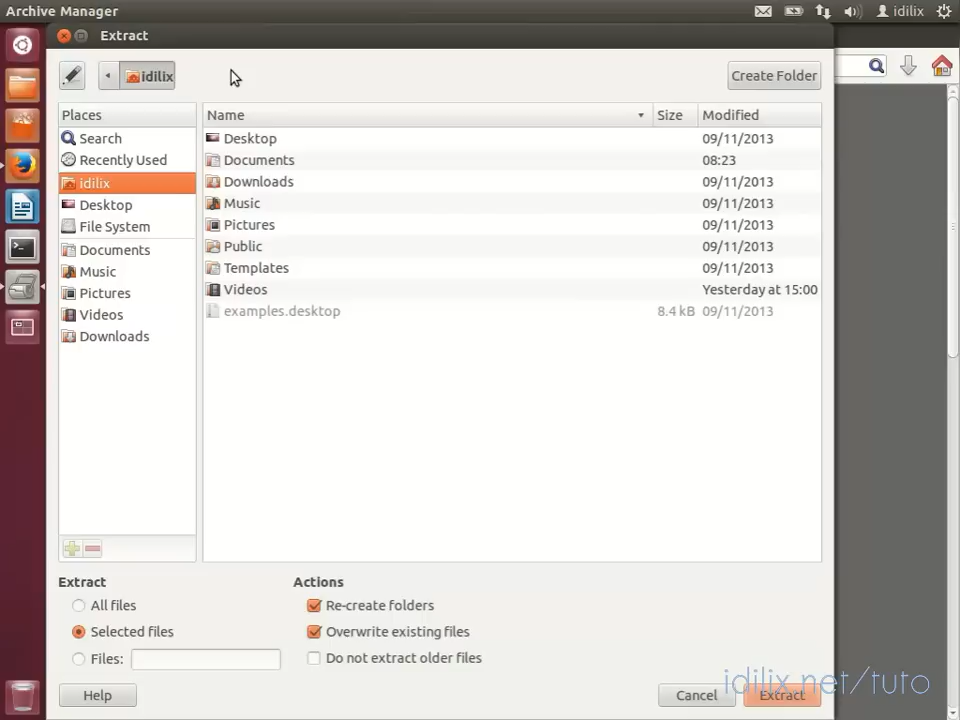 Archive Manager
idilix
Extract
idilix
Create Folder
Places
Name
Size
Modified
Search
Recently Used
idilix
Desktop
File System
Documents
Music
Pictures
Videos
Downloads
Desktop 09/11/2013
Documents 08:23
Downloads 09/11/2013
Music 09/11/2013
Pictures 09/11/2013
Public 09/11/2013
Templates 09/11/2013
Videos Yesterday at 15:00
examples.desktop 8.4 kB 09/11/2013
Extract
All files
Selected files
Files:
Actions
Re-create folders
Overwrite existing files
Do not extract older files
Help
Cancel
Extract
idilix.net/tuto